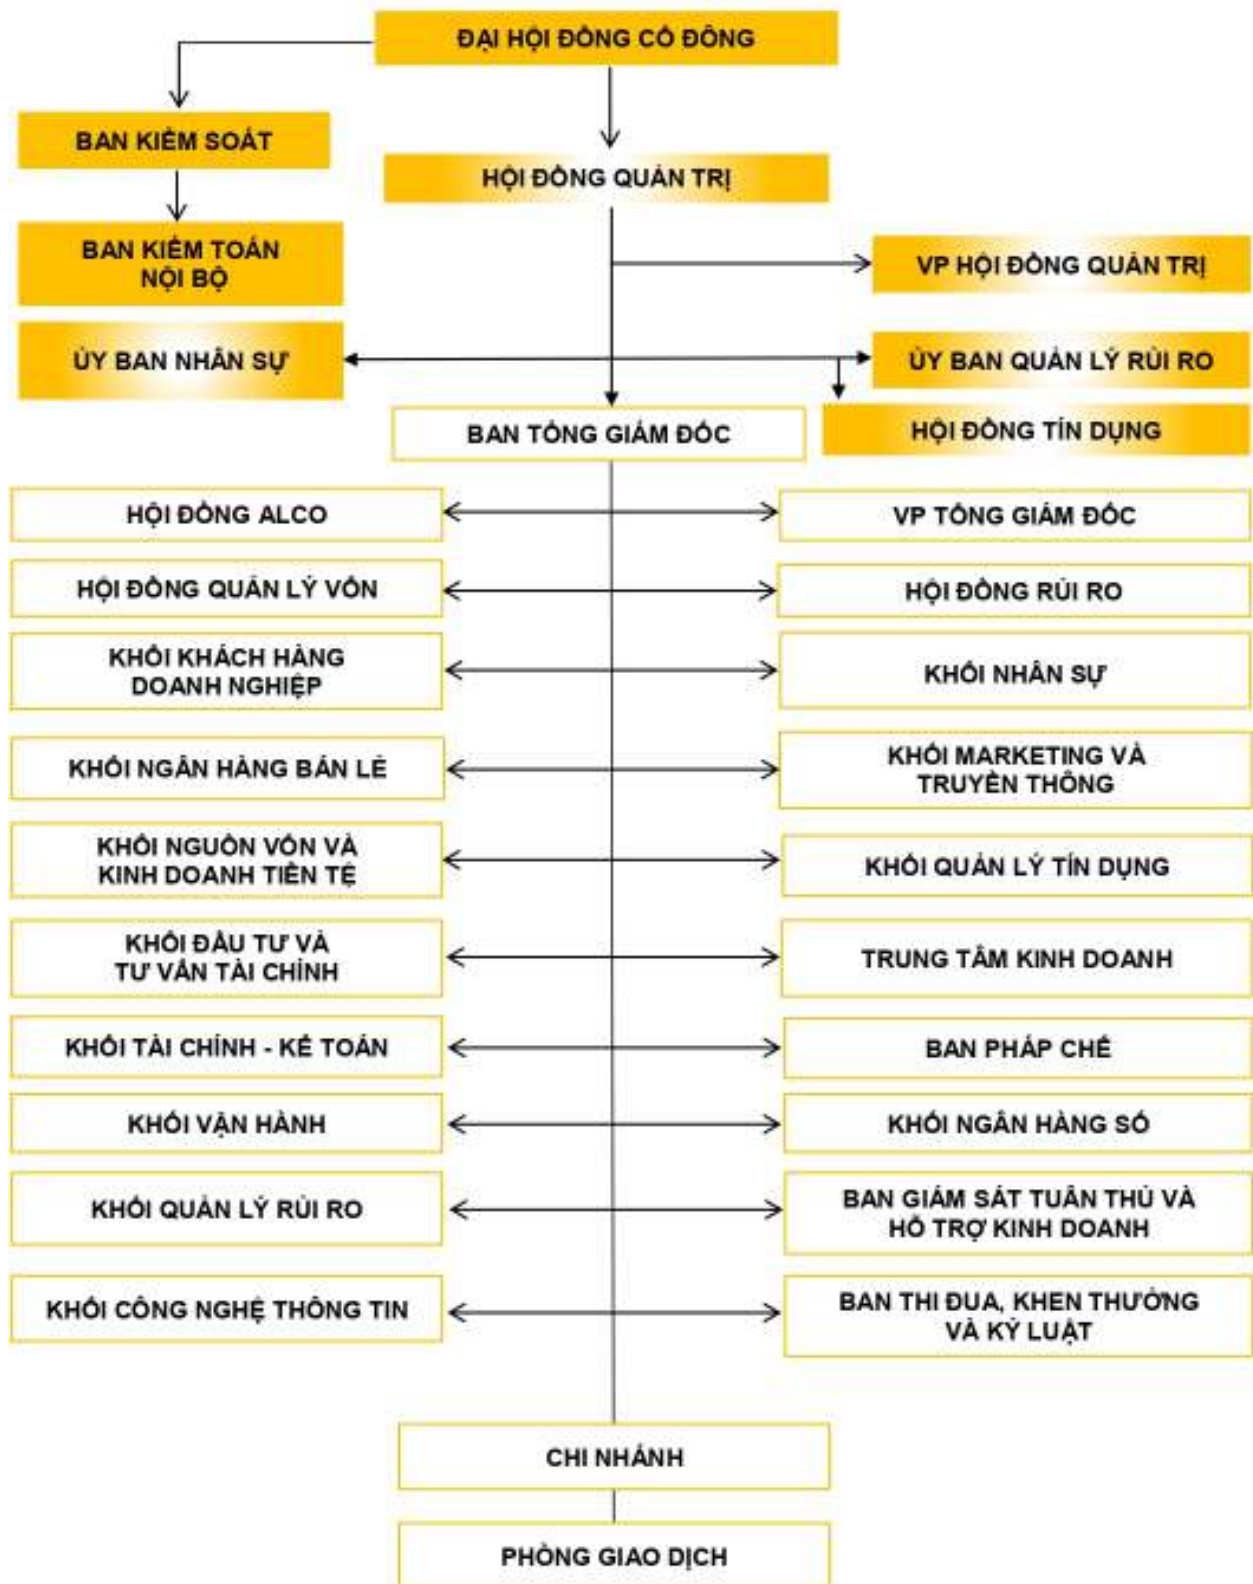 ĐẠI HỘI ĐỒNG CỔ ĐÔNG
BAN KIỂM SOÁT
HỘI ĐỒNG QUẢN TRỊ
BAN KIỂM TOÁN
NỘI BỘ
VP HỘI ĐỒNG QUẢN TRỊ
ỦY BAN NHÂN SỰ
ỦY BAN QUẢN LÝ RỦI RO
BAN TỔNG GIÁM ĐỐC
HỘI ĐỒNG TÍN DỤNG
HỘI ĐỒNG ALCO
VP TỔNG GIÁM ĐỐC
HỘI ĐỒNG QUẢN LÝ VỐN
HỘI ĐỒNG RỦI RO
KHỐI KHÁCH HÀNG
DOANH NGHIỆP
KHỐI NHÂN SỰ
KHỐI NGÂN HÀNG BÁN LẺ
KHỐI MARKETING VÀ
TRUYỀN THÔNG
KHỐI NGUỒN VỐN VÀ
KINH DOANH TIỀN TỆ
KHỐI QUẢN LÝ TÍN DỤNG
KHỐI ĐẦU TƯ VÀ
TƯ VẤN TÀI CHÍNH
TRUNG TÂM KINH DOANH
KHỐI TÀI CHÍNH - KẾ TOÁN
BAN PHÁP CHẾ
KHỐI VẬN HÀNH
KHỐI NGÂN HÀNG SỐ
KHỐI QUẢN LÝ RỦI RO
BAN GIÁM SÁT TUÂN THỦ VÀ
HỖ TRỢ KINH DOANH
KHỐI CÔNG NGHỆ THÔNG TIN
BAN THI ĐUA, KHEN THƯỞNG
VÀ KỶ LUẬT
CHI NHÁNH
PHÒNG GIAO DỊCH